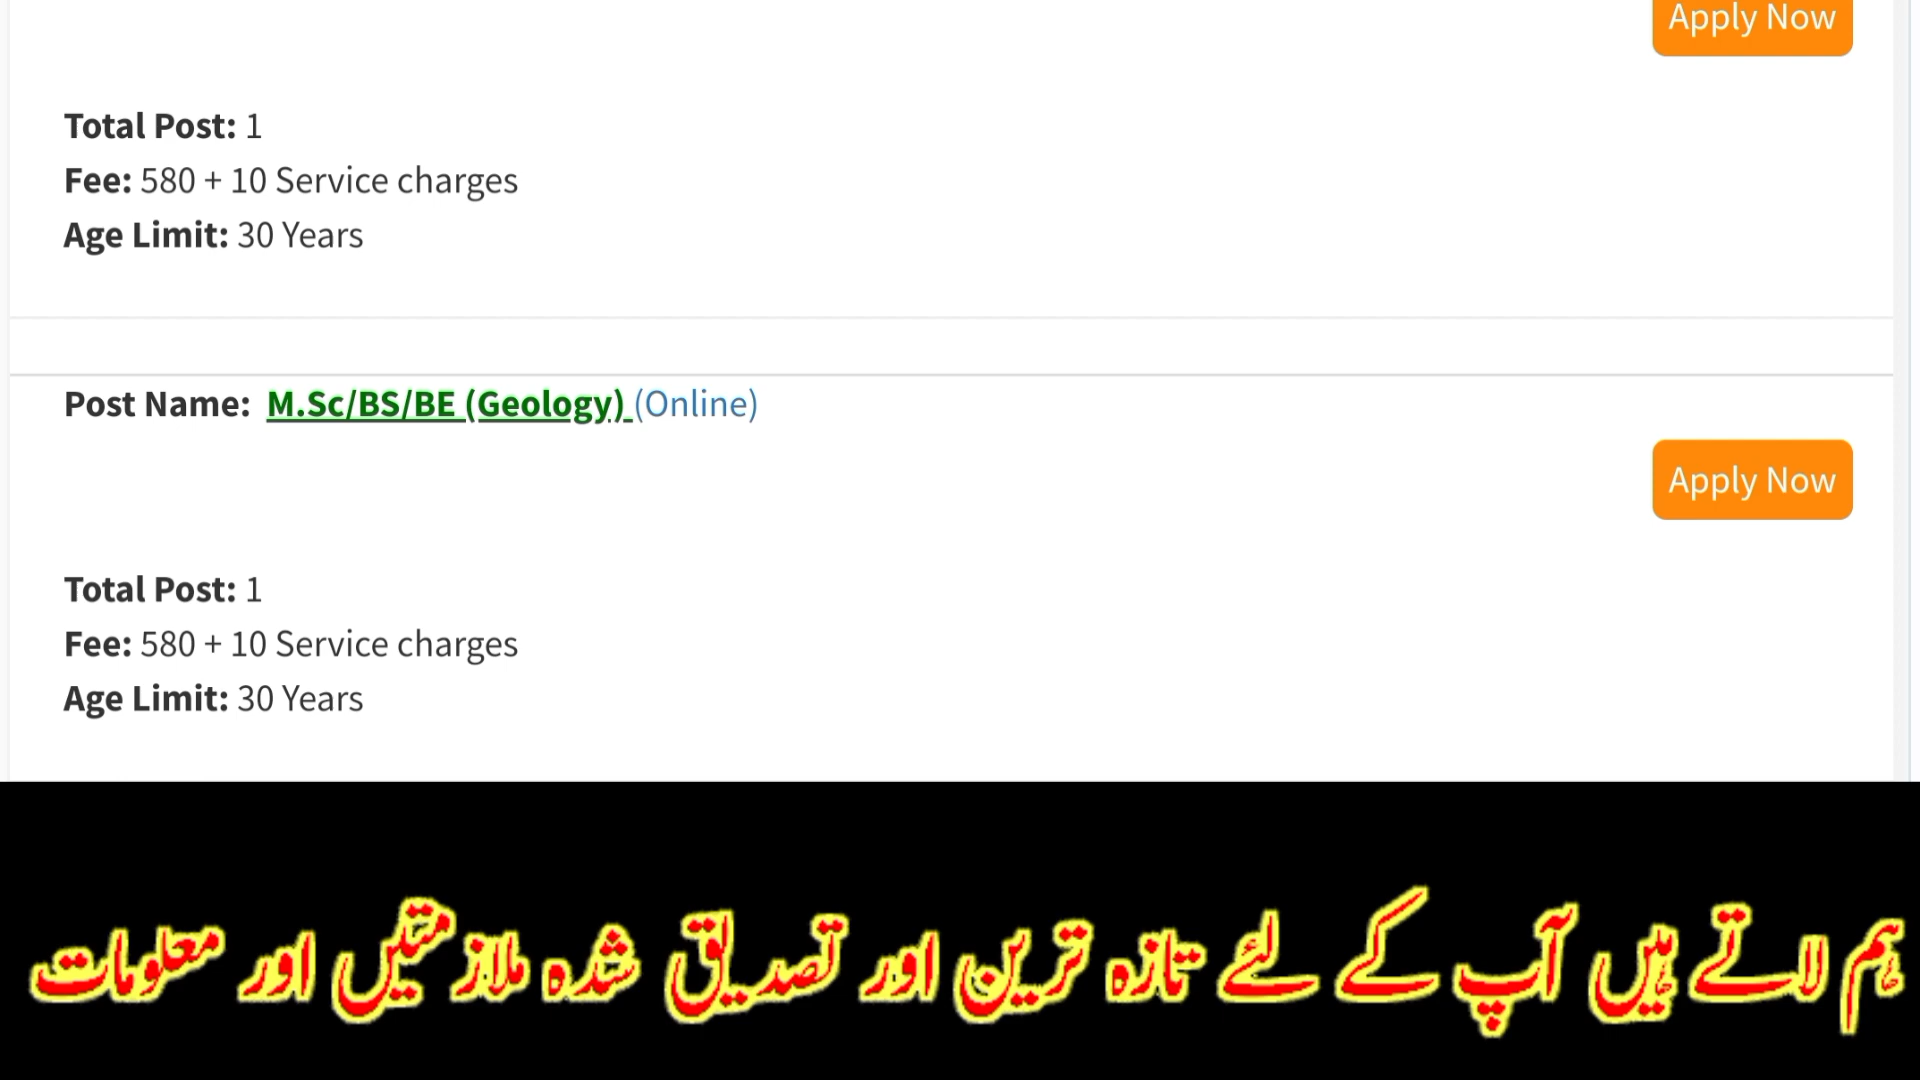 Apply Now
Total Post: 1
Fee: 580 + 10 Service charges
Age Limit: 30 Years
Post Name: M.Sc/BS/BE (Geology) (Online)
Apply Now
Total Post: 1
Fee: 580 + 10 Service charges
Age Limit: 30 Years
ہم لاتے ہیں آپ کے لئے تازہ ترین اور تصدیق شدہ ملازمتیں اور معلومات